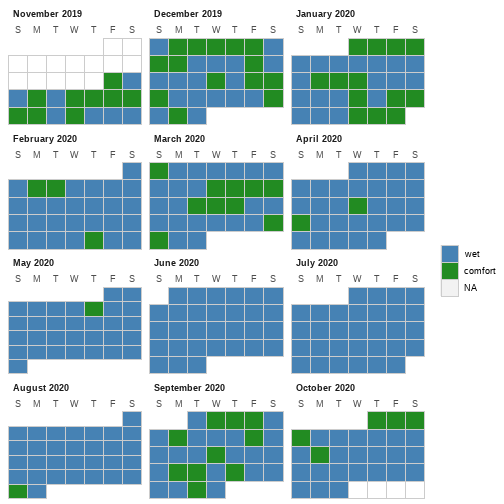 November 2019
S M T W T F S
December 2019
S M T W T F S
January 2020
S M T W T F S
February 2020
S M T W T F S
March 2020
S M T W T F S
April 2020
S M T W T F S
wet
comfort
NA
May 2020
S M T W T F S
June 2020
S M T W T F S
July 2020
S M T W T F S
August 2020
S M T W T F S
September 2020
S M T W T F S
October 2020
S M T W T F S